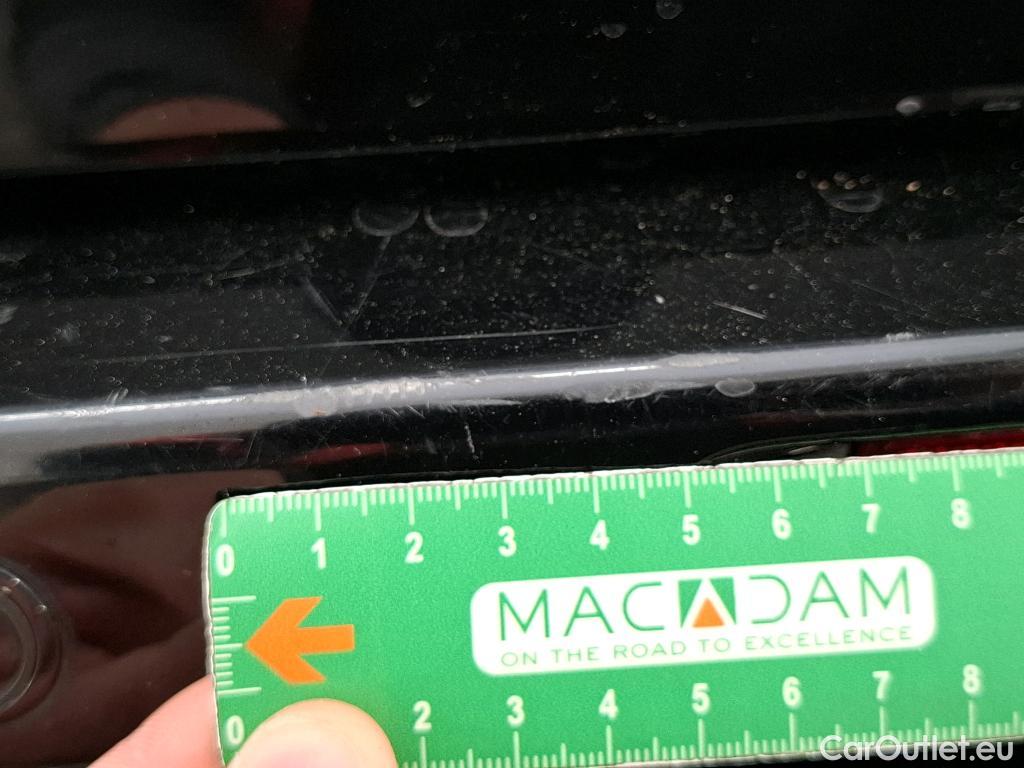 0 1 2 3 4 5 6 7 8
MACADAM
ON THE ROAD TO EXCELLENCE
0 2 3 4 5 6 7 8
CarOutlet.eu